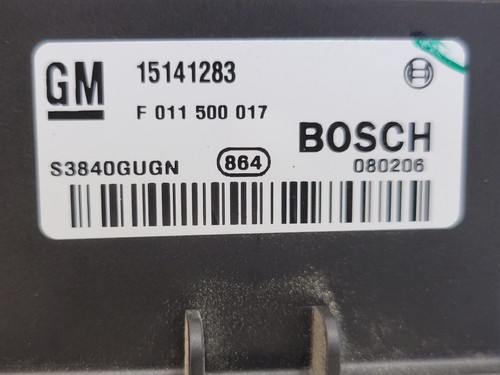 GM 15141283
F 011 500 017
BOSCH
S3840GUGN 864 080206